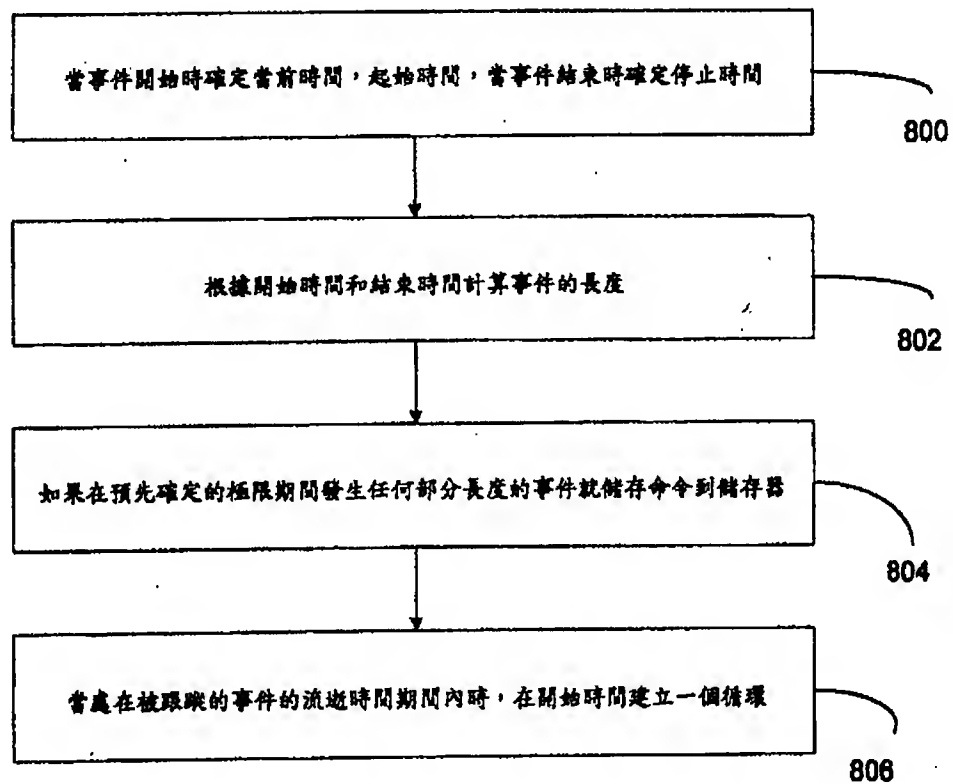 當事件開始時確定當前時間，起始時間，當事件結束時確定停止時間
800
根據開始時間和結束時間計算事件的長度
802
如果在預先確定的極限期間發生任何部分長度的事件就儲存命令到儲存器
804
當處在被跟蹤的事件的流逝時間期間內時，在開始時間建立一個循環
806